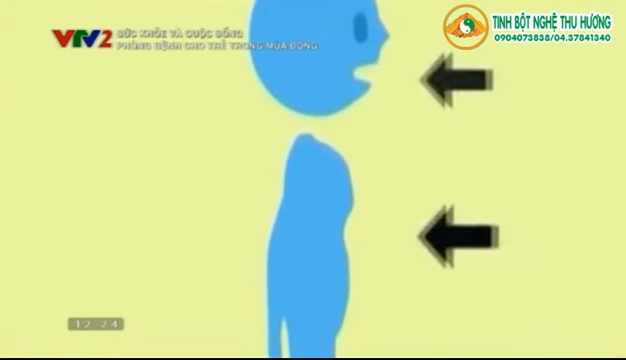 VTV2
SỨC KHỎE VÀ CUỘC SỐNG
PHÒNG BỆNH CHO TRẺ TRONG MÙA ĐÔNG
TINH BỘT NGHỆ THU HƯƠNG
0904073838/04.37841340
12:24